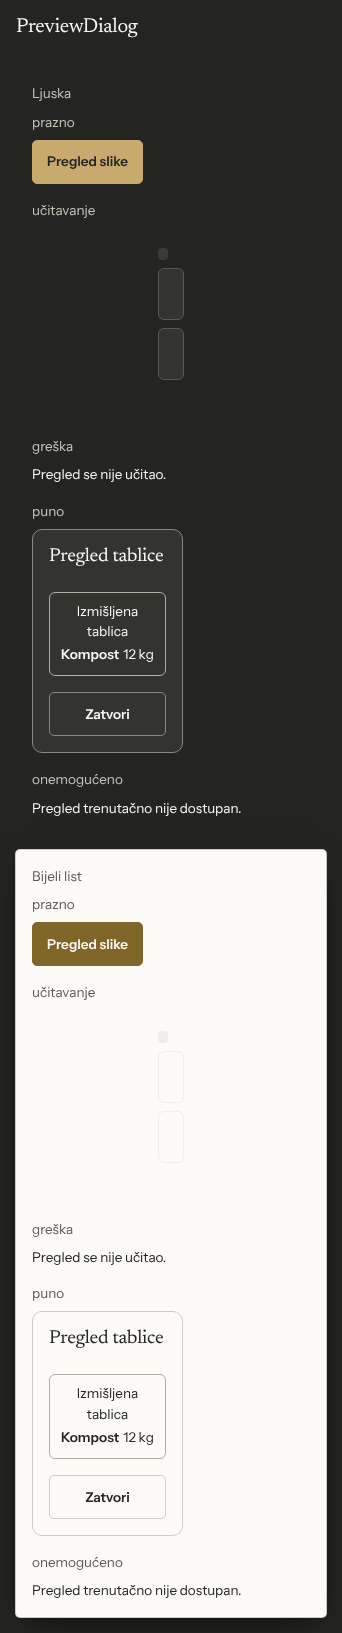 PreviewDialog
Ljuska
prazno
Pregled slike
učitavanje
greška
Pregled se nije učitao.
puno
Pregled tablice
Izmišljena
tablica
Kompost 12 kg
Zatvori
onemogućeno
Pregled trenutačno nije dostupan.
Bijeli list
prazno
Pregled slike
učitavanje
greška
Pregled se nije učitao.
puno
Pregled tablice
Izmišljena
tablica
Kompost 12 kg
Zatvori
onemogućeno
Pregled trenutačno nije dostupan.